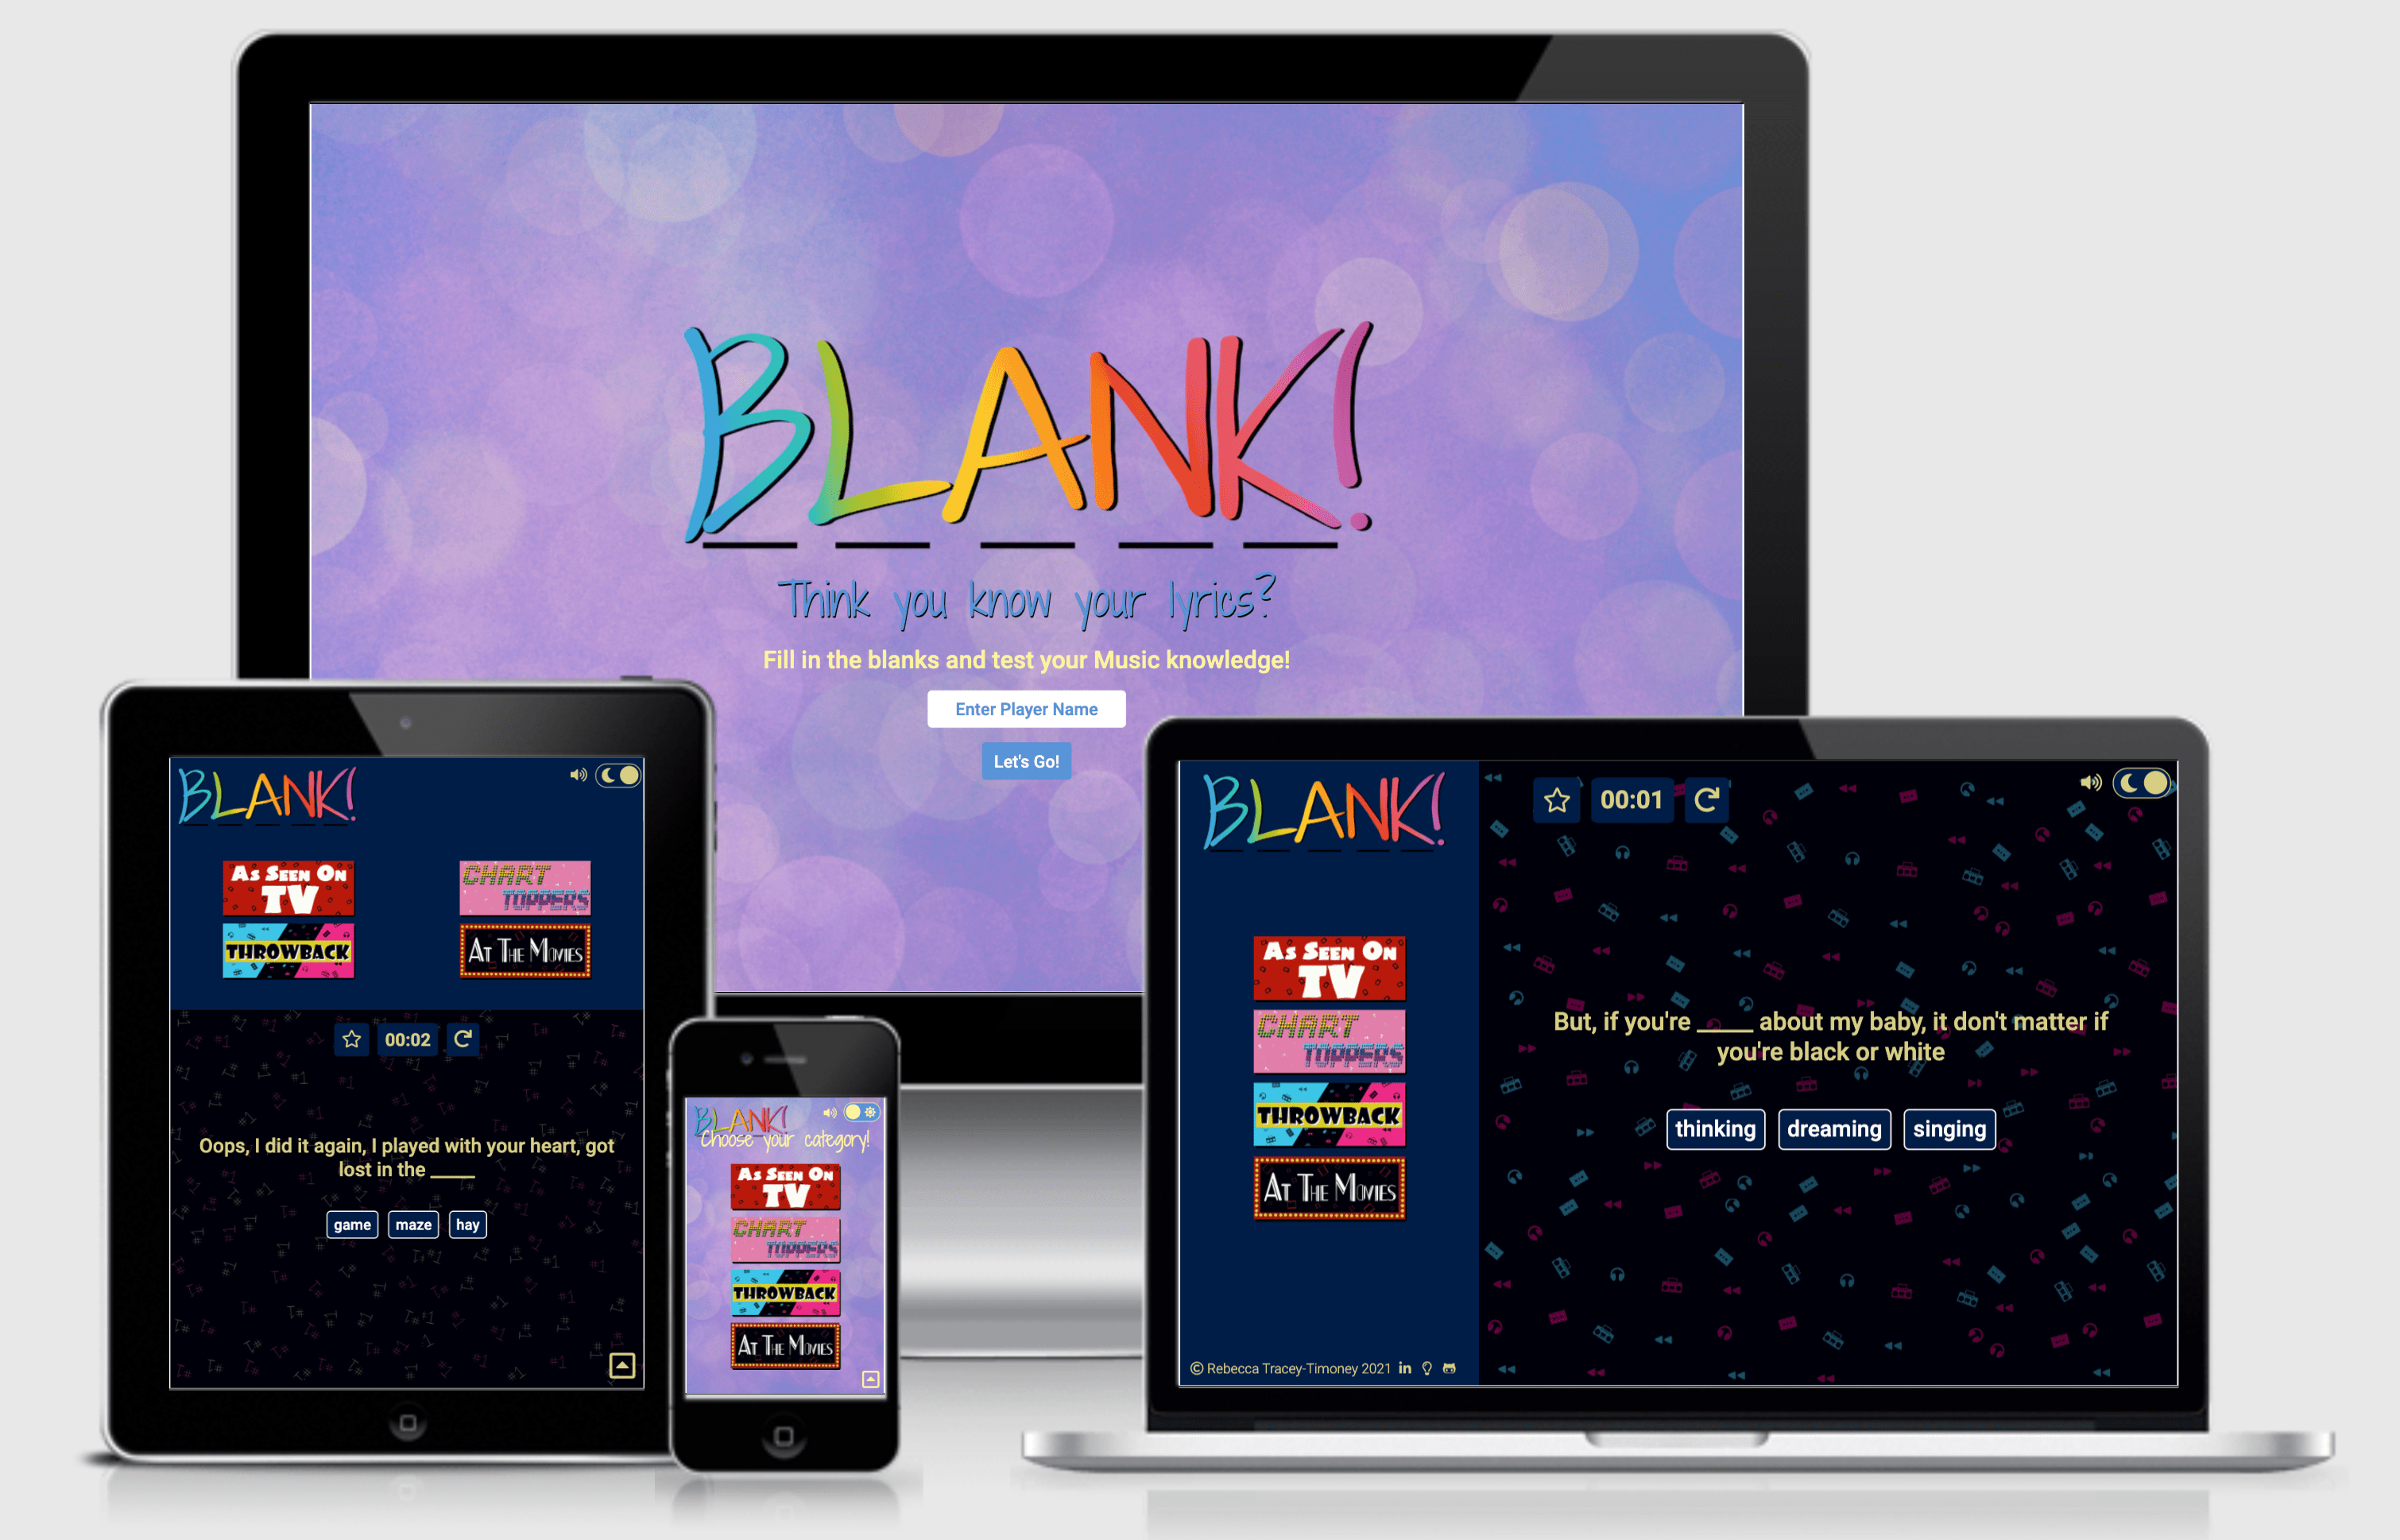 BLANK!
Think you know your lyrics?
Fill in the blanks and test your Music knowledge!
Enter Player Name
Let's Go!
BLANK!
AS SEEN ON
TV
CHART
TOPPERS
THROWBACK
AT THE MOVIES
00:02
Oops, I did it again, I played with your heart, got
lost in the _____
game maze hay
BLANK!
Choose your category!
AS SEEN ON
TV
CHART
TOPPERS
THROWBACK
AT THE MOVIES
BLANK!
00:01
AS SEEN ON
TV
CHART
TOPPERS
THROWBACK
AT THE MOVIES
But, if you're _____ about my baby, it don't matter if
you're black or white
thinking dreaming singing
© Rebecca Tracey-Timoney 2021 in